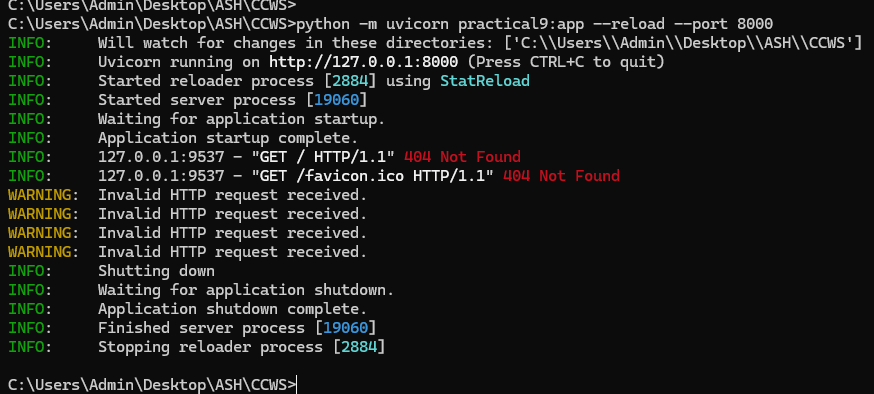 C:\Users\Admin\Desktop\ASH\CCWS>
C:\Users\Admin\Desktop\ASH\CCWS>python -m uvicorn practical9:app --reload --port 8000
INFO:     Will watch for changes in these directories: ['C:\\Users\\Admin\\Desktop\\ASH\\CCWS']
INFO:     Uvicorn running on http://127.0.0.1:8000 (Press CTRL+C to quit)
INFO:     Started reloader process [2884] using StatReload
INFO:     Started server process [19060]
INFO:     Waiting for application startup.
INFO:     Application startup complete.
INFO:     127.0.0.1:9537 - "GET / HTTP/1.1" 404 Not Found
INFO:     127.0.0.1:9537 - "GET /favicon.ico HTTP/1.1" 404 Not Found
WARNING:  Invalid HTTP request received.
WARNING:  Invalid HTTP request received.
WARNING:  Invalid HTTP request received.
WARNING:  Invalid HTTP request received.
INFO:     Shutting down
INFO:     Waiting for application shutdown.
INFO:     Application shutdown complete.
INFO:     Finished server process [19060]
INFO:     Stopping reloader process [2884]
C:\Users\Admin\Desktop\ASH\CCWS>